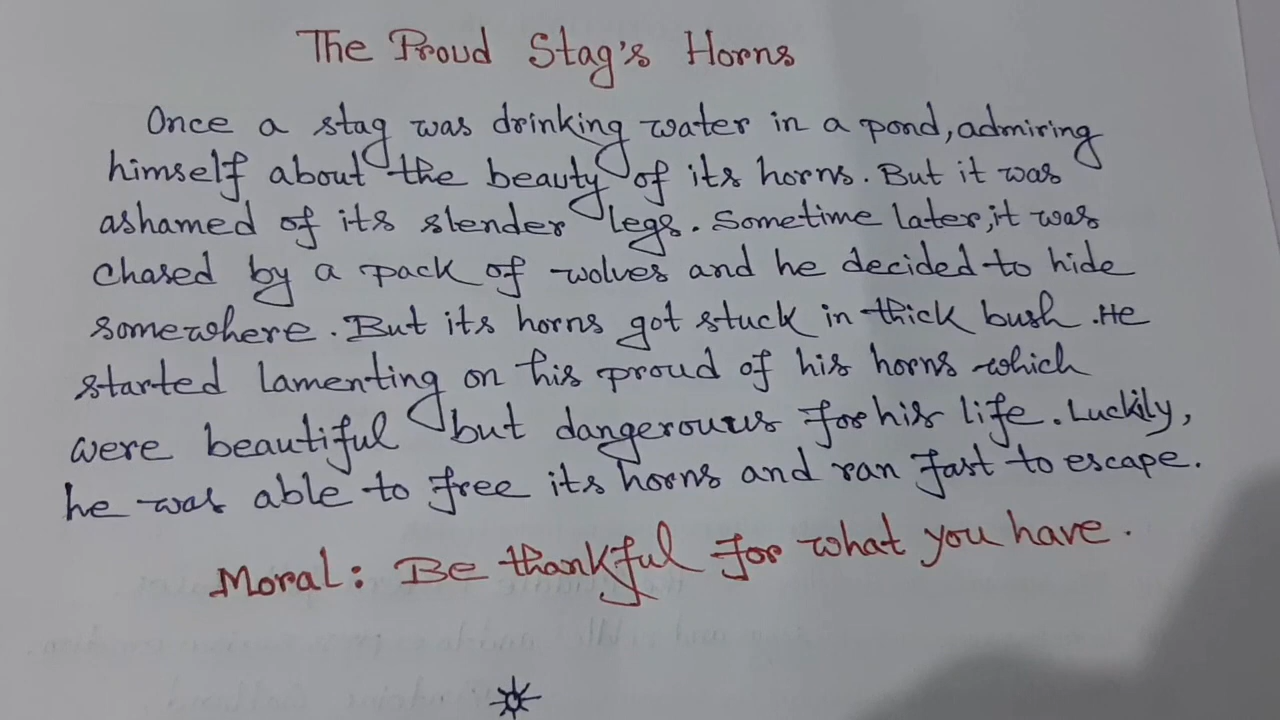 The Proud Stag's Horns
Once a stag was drinking water in a pond, admiring
himself about the beauty of its horns. But it was
ashamed of its slender legs. Sometime later, it was
chased by a pack of wolves and he decided to hide
somewhere. But its horns got stuck in thick bush. He
started lamenting on his proud of his horns which
were beautiful but dangerouus for his life. Luckily,
he was able to free its horns and ran fast to escape.
Moral: Be thankful for what you have.